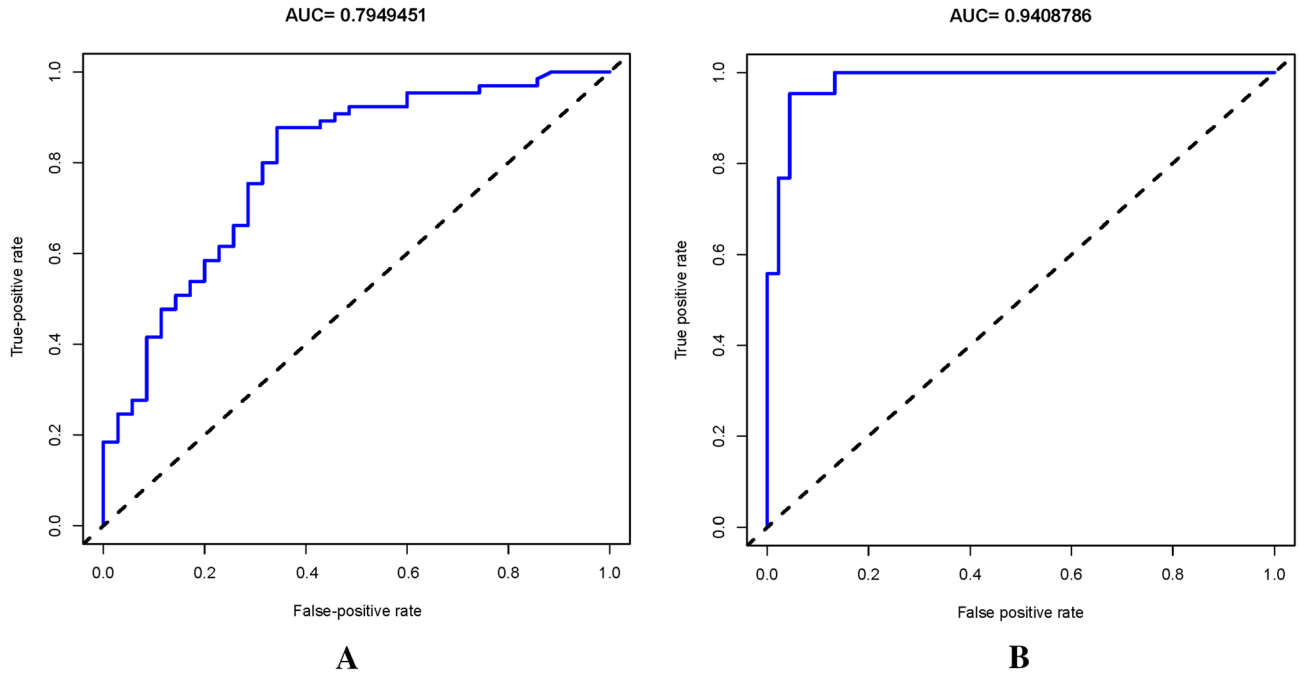 AUC= 0.7949451
1.0
0.8
0.6
0.4
0.2
0.0
True-positive rate
0.0 0.2 0.4 0.6 0.8 1.0
False-positive rate
A
AUC= 0.9408786
1.0
0.8
0.6
0.4
0.2
0.0
True positive rate
0.0 0.2 0.4 0.6 0.8 1.0
False positive rate
B